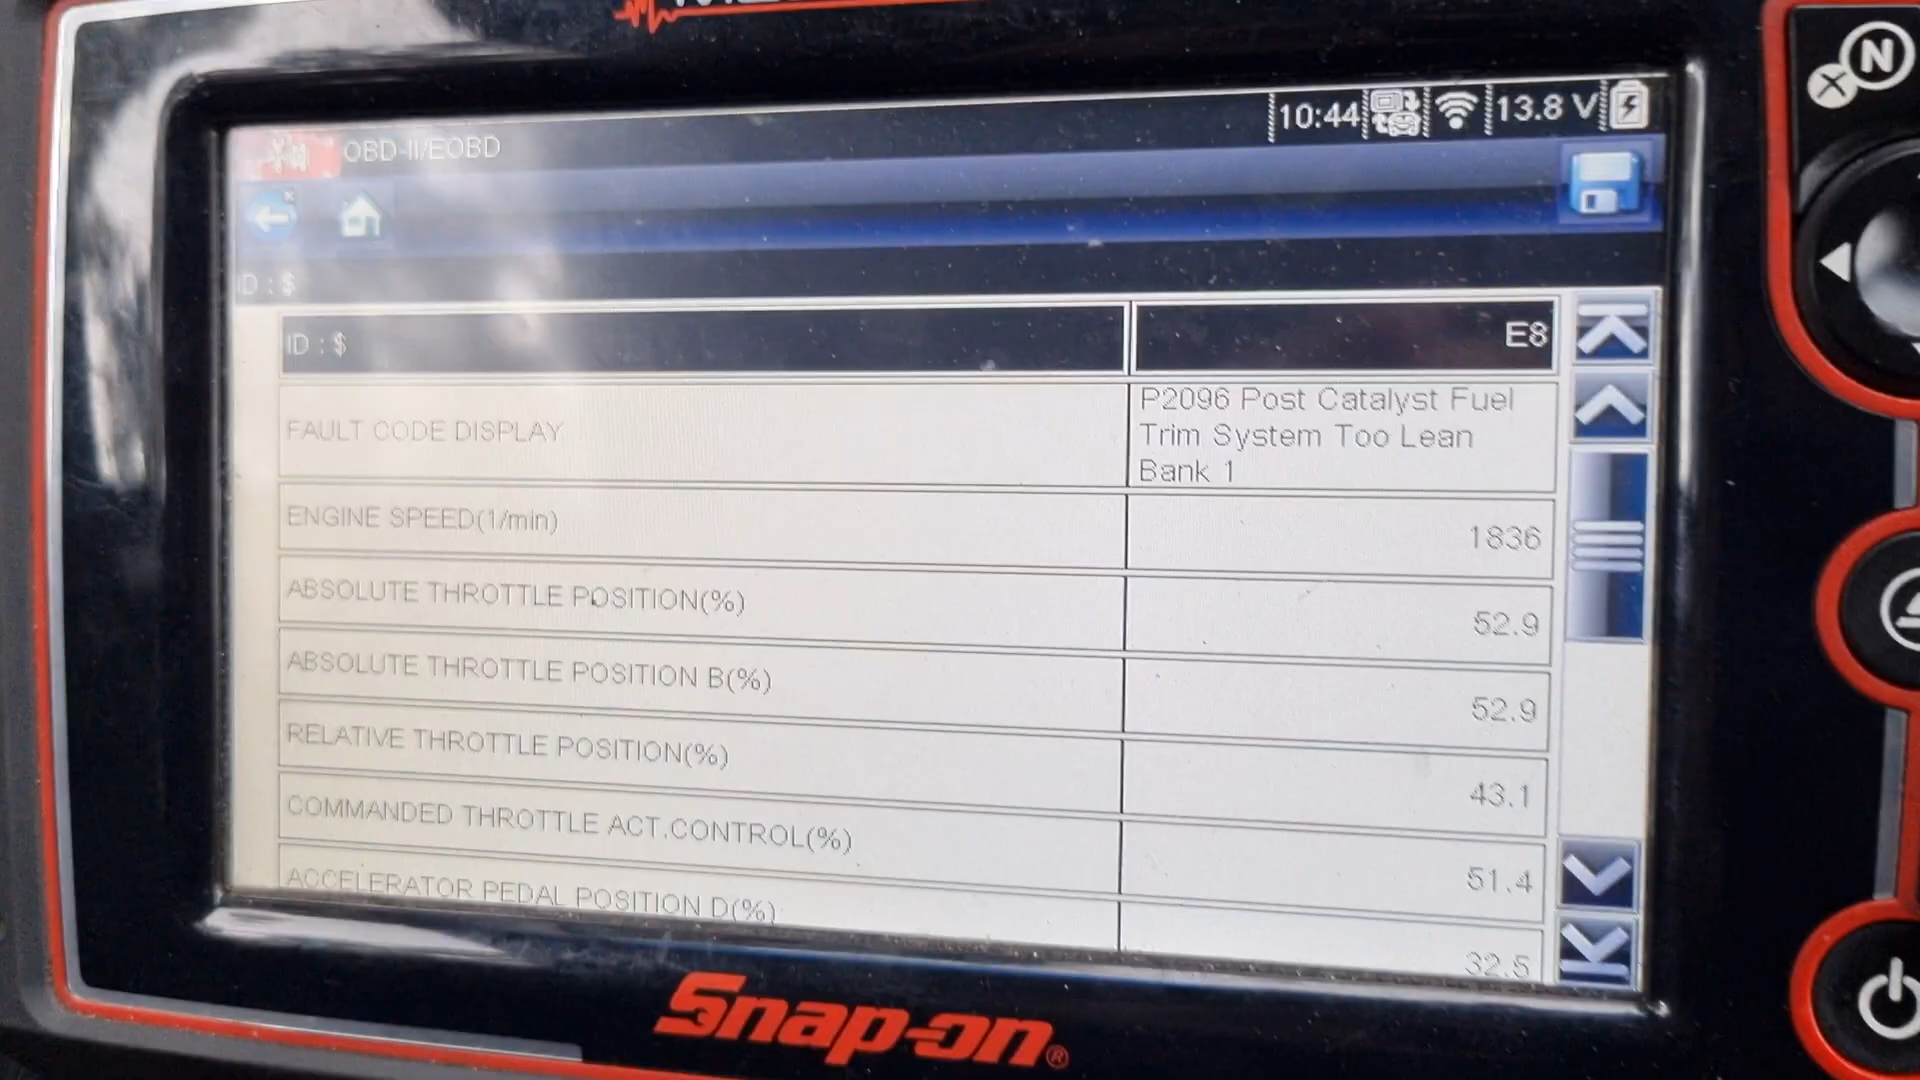 10:44 13.8 V
N
X
OBD-II/EOBD
ID : $
ID : $ E8
FAULT CODE DISPLAY
P2096 Post Catalyst Fuel
Trim System Too Lean
Bank 1
ENGINE SPEED(1/min) 1836
ABSOLUTE THROTTLE POSITION(%) 52.9
ABSOLUTE THROTTLE POSITION B(%) 52.9
RELATIVE THROTTLE POSITION(%) 43.1
COMMANDED THROTTLE ACT.CONTROL(%) 51.4
ACCELERATOR PEDAL POSITION D(%) 32.5
Snap-on®